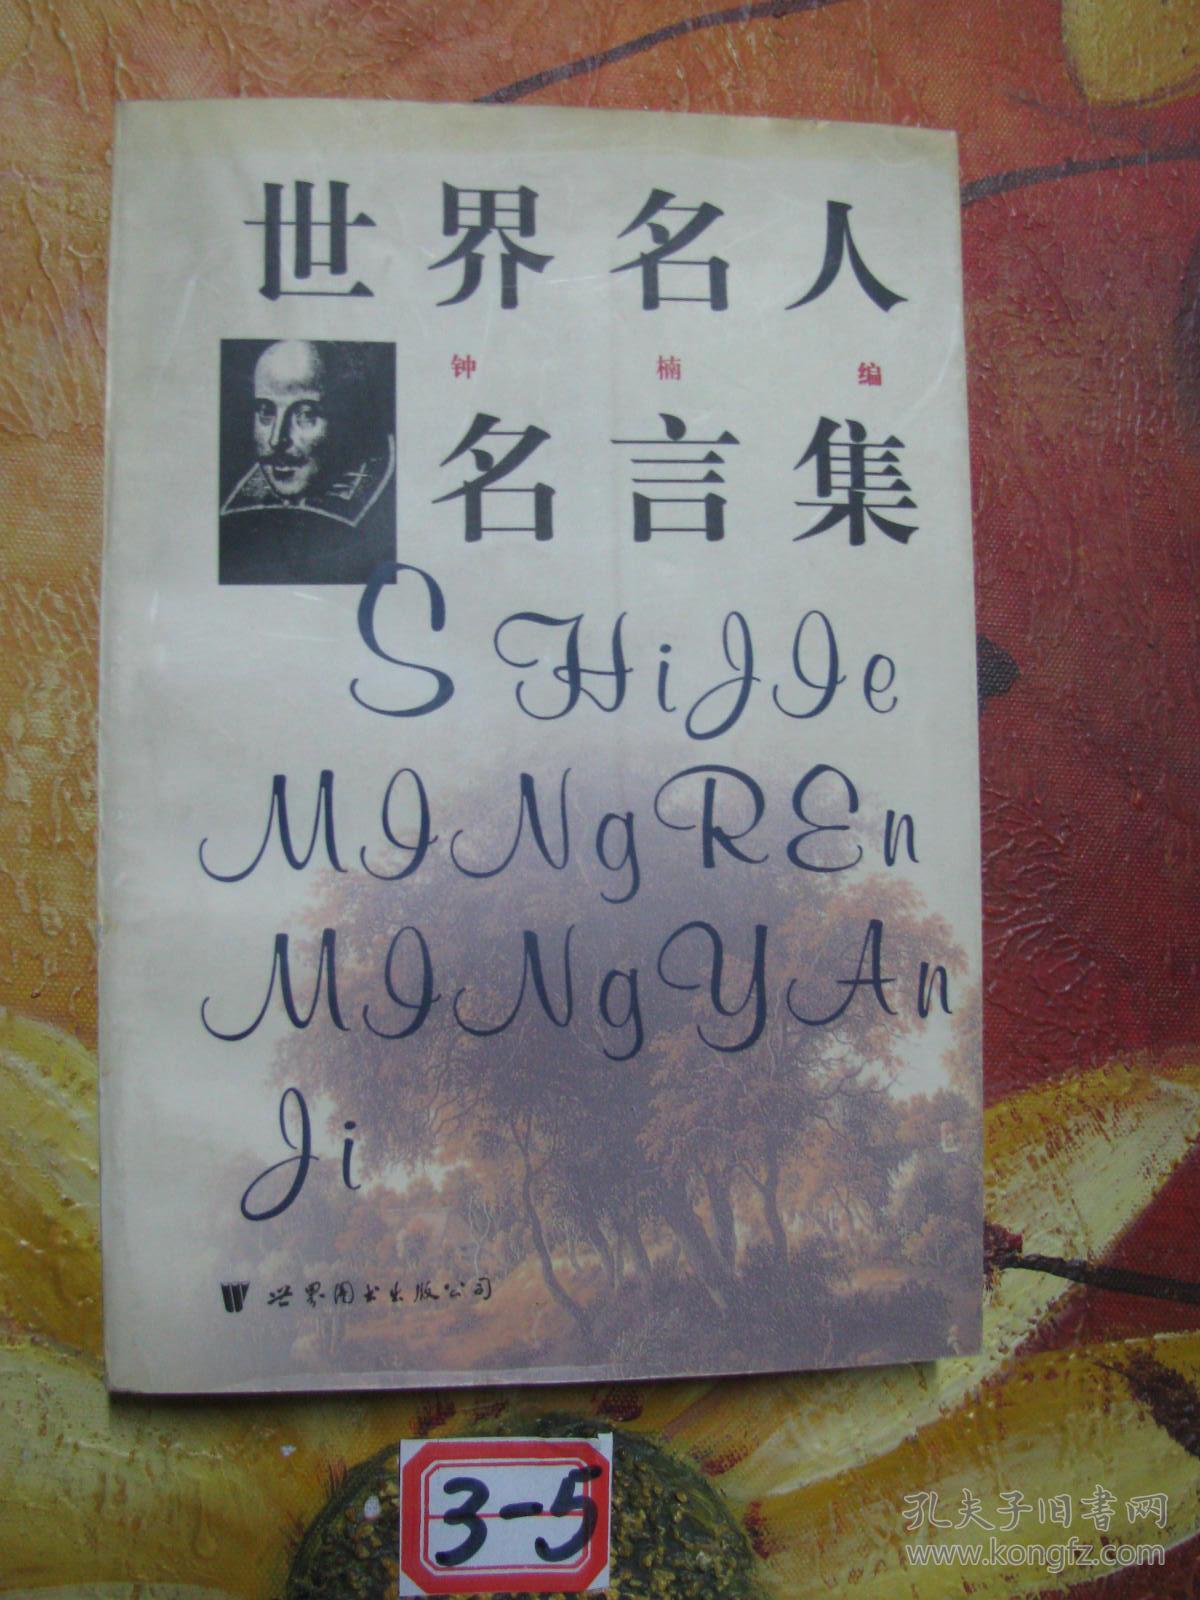 世界名人
钟楠编
名言集
SHiJIe
MINgREn
MINgYAn
Ji
W 世界图书出版公司
3-5
孔夫子旧书网
www.kongfz.com